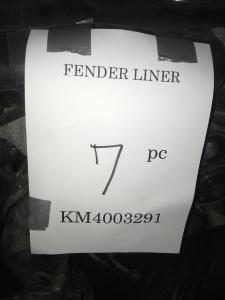 FENDER LINER
7 pc
KM4003291